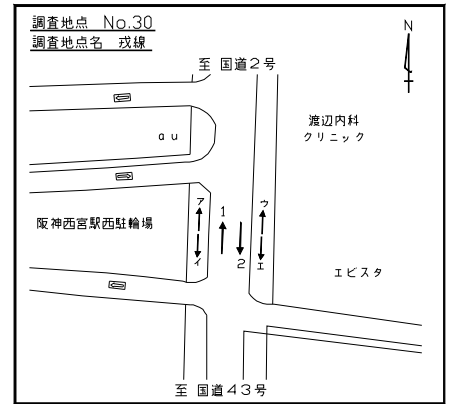 調査地点 No.30
調査地点名 戎線
N
至 国道2号
渡辺内科
クリニック
au
ア
1
ウ
阪神西宮駅西駐輪場
イ
2
エ
エビスタ
至 国道43号